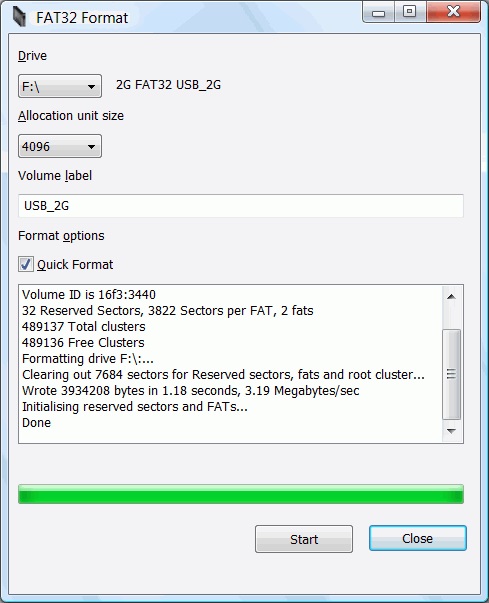 FAT32 Format
Drive
F:\ 2G FAT32 USB_2G
Allocation unit size
4096
Volume label
USB_2G
Format options
Quick Format
Volume ID is 16f3:3440
32 Reserved Sectors, 3822 Sectors per FAT, 2 fats
489137 Total clusters
489136 Free Clusters
Formatting drive F:\:...
Clearing out 7684 sectors for Reserved sectors, fats and root cluster...
Wrote 3934208 bytes in 1.18 seconds, 3.19 Megabytes/sec
Initialising reserved sectors and FATs...
Done
Start Close